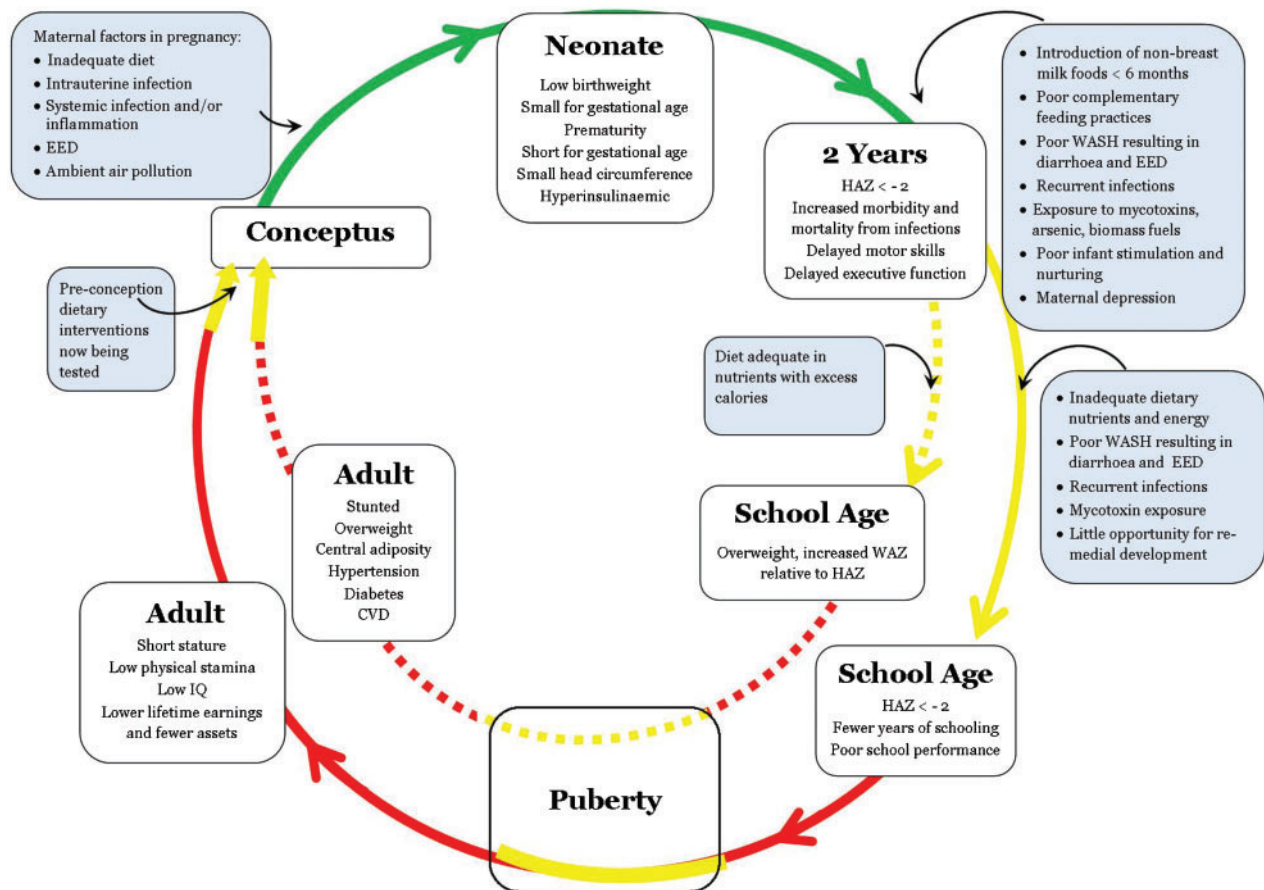 Maternal factors in pregnancy:
• Inadequate diet
• Intrauterine infection
• Systemic infection and/or
inflammation
• EED
• Ambient air pollution
Neonate
Low birthweight
Small for gestational age
Prematurity
Short for gestational age
Small head circumference
Hyperinsulinaemic
• Introduction of non-breast
milk foods < 6 months
• Poor complementary
feeding practices
• Poor WASH resulting in
diarrhoea and EED
• Recurrent infections
• Exposure to mycotoxins,
arsenic, biomass fuels
• Poor infant stimulation and
nurturing
• Maternal depression
2 Years
HAZ < - 2
Increased morbidity and
mortality from infections
Delayed motor skills
Delayed executive function
Conceptus
Pre-conception
dietary
interventions
now being
tested
Diet adequate in
nutrients with excess
calories
• Inadequate dietary
nutrients and energy
• Poor WASH resulting in
diarrhoea and EED
• Recurrent infections
• Mycotoxin exposure
• Little opportunity for re-
medial development
Adult
Stunted
Overweight
Central adiposity
Hypertension
Diabetes
CVD
School Age
Overweight, increased WAZ
relative to HAZ
Adult
Short stature
Low physical stamina
Low IQ
Lower lifetime earnings
and fewer assets
School Age
HAZ < - 2
Fewer years of schooling
Poor school performance
Puberty